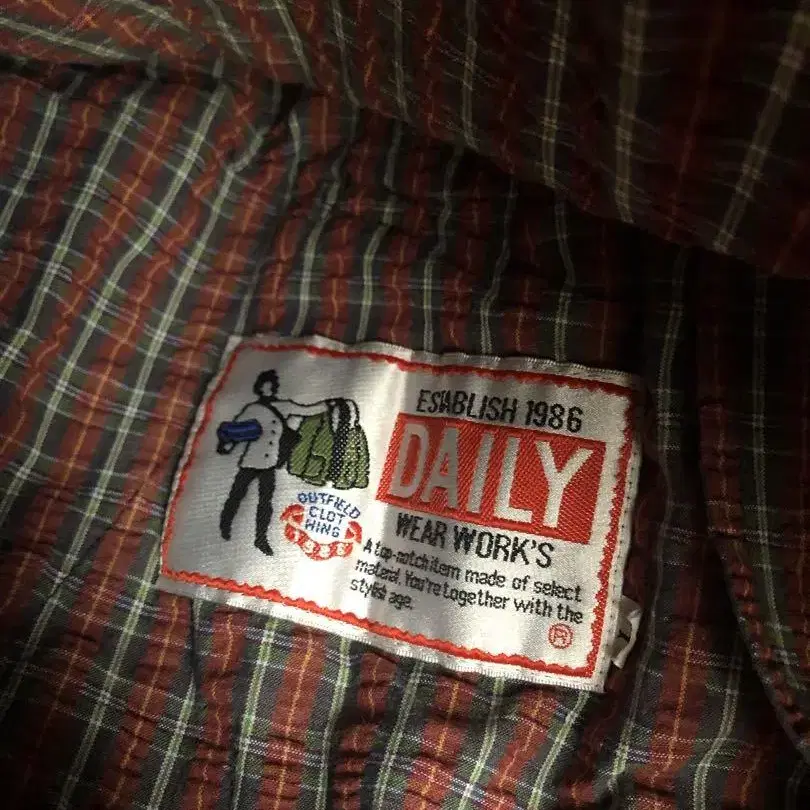 ESTABLISH 1986
DAILY
WEAR WORK'S
A top-notch item made of select
material. You're together with the
stylish age.
®
OUTFIELD
CLOT
HING